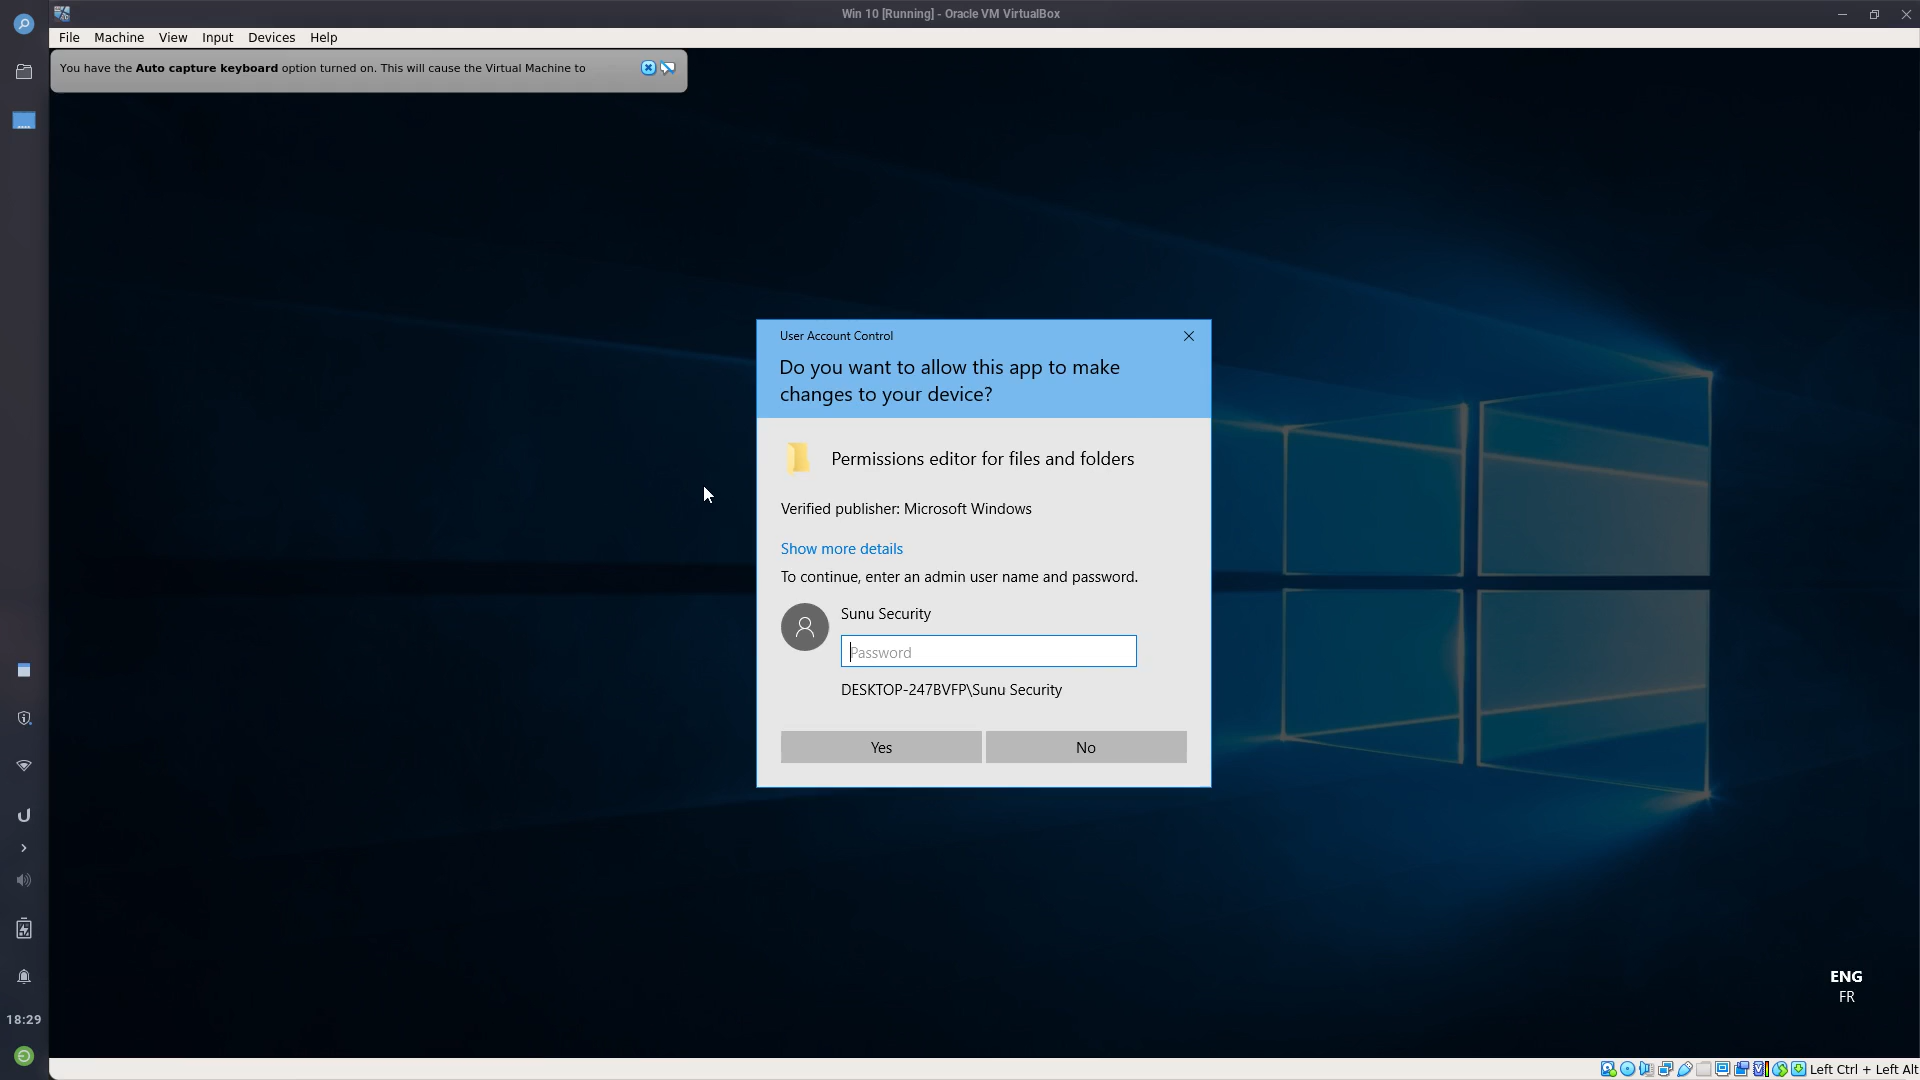 Win 10 [Running] - Oracle VM VirtualBox
File Machine View Input Devices Help
You have the Auto capture keyboard option turned on. This will cause the Virtual Machine to
User Account Control
Do you want to allow this app to make
changes to your device?
Permissions editor for files and folders
Verified publisher: Microsoft Windows
Show more details
To continue, enter an admin user name and password.
Sunu Security
Password
DESKTOP-247BVFP\Sunu Security
Yes No
ENG
FR
18:29
Left Ctrl + Left Alt